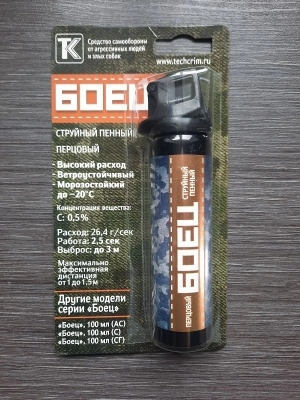 ТК
Средство самообороны
от агрессивных людей
и злых собак
www.techcrim.ru
БОЕЦ
СТРУЙНЫЙ ПЕННЫЙ
ПЕРЦОВЫЙ
- Высокий расход
- Ветроустойчивый
- Морозостойкий
до -20°С
Концентрация вещества:
С: 0,5%
Расход: 26,4 г/сек
Работа: 2,5 сек
Выброс: до 3 м
Максимально
эффективная
дистанция
от 1 до 1,5м
Другие модели
серии «Боец»
«Боец», 100 мл (АС)
«Боец», 100 мл (С)
«Боец», 100 мл (СГ)
ПЕРЦОВЫЙ
БОЕЦ
СТРУЙНЫЙ
ПЕННЫЙ